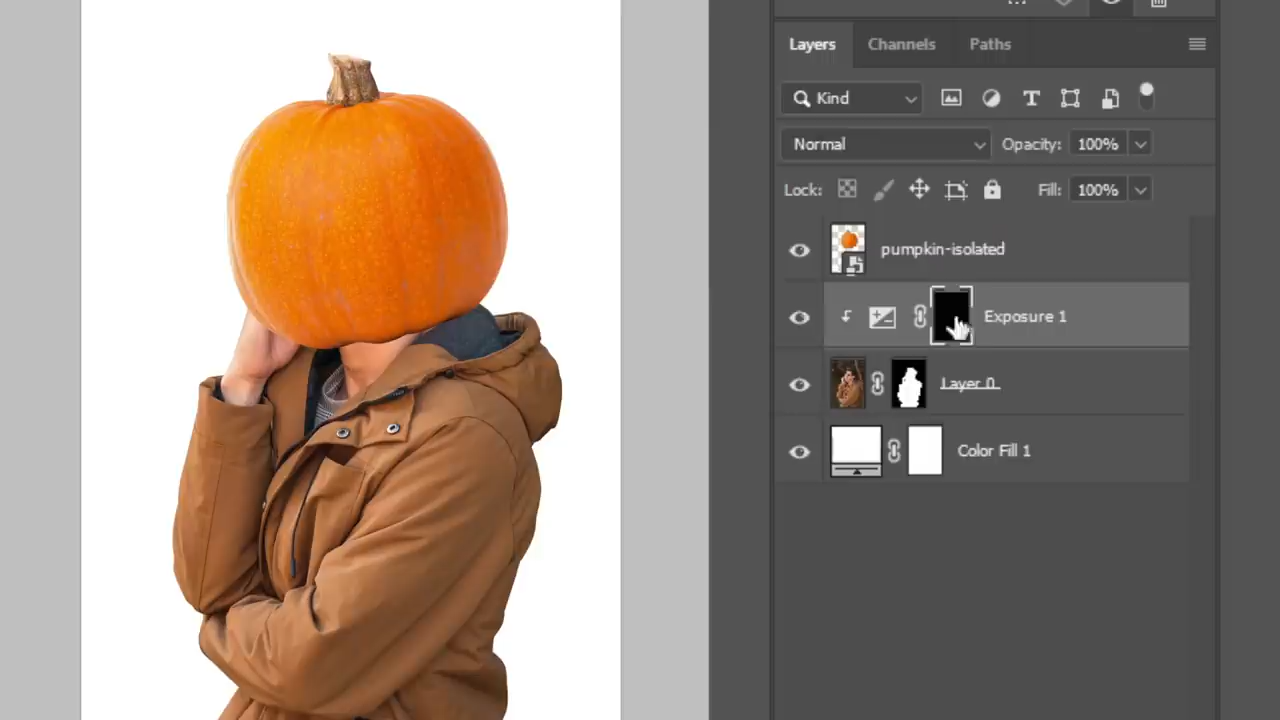 Layers Channels Paths
Kind
Normal Opacity: 100%
Lock: Fill: 100%
pumpkin-isolated
Exposure 1
Layer 0
Color Fill 1